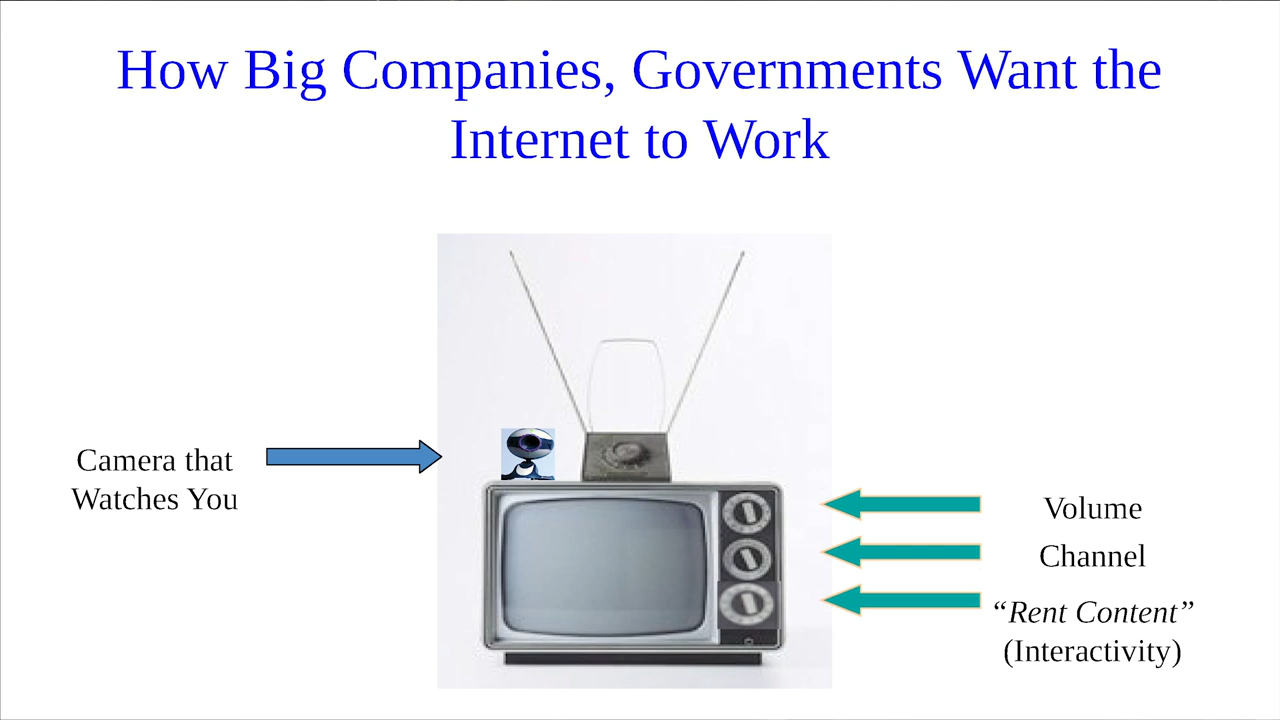 How Big Companies, Governments Want the
Internet to Work
Camera that
Watches You
Volume
Channel
“Rent Content”
(Interactivity)